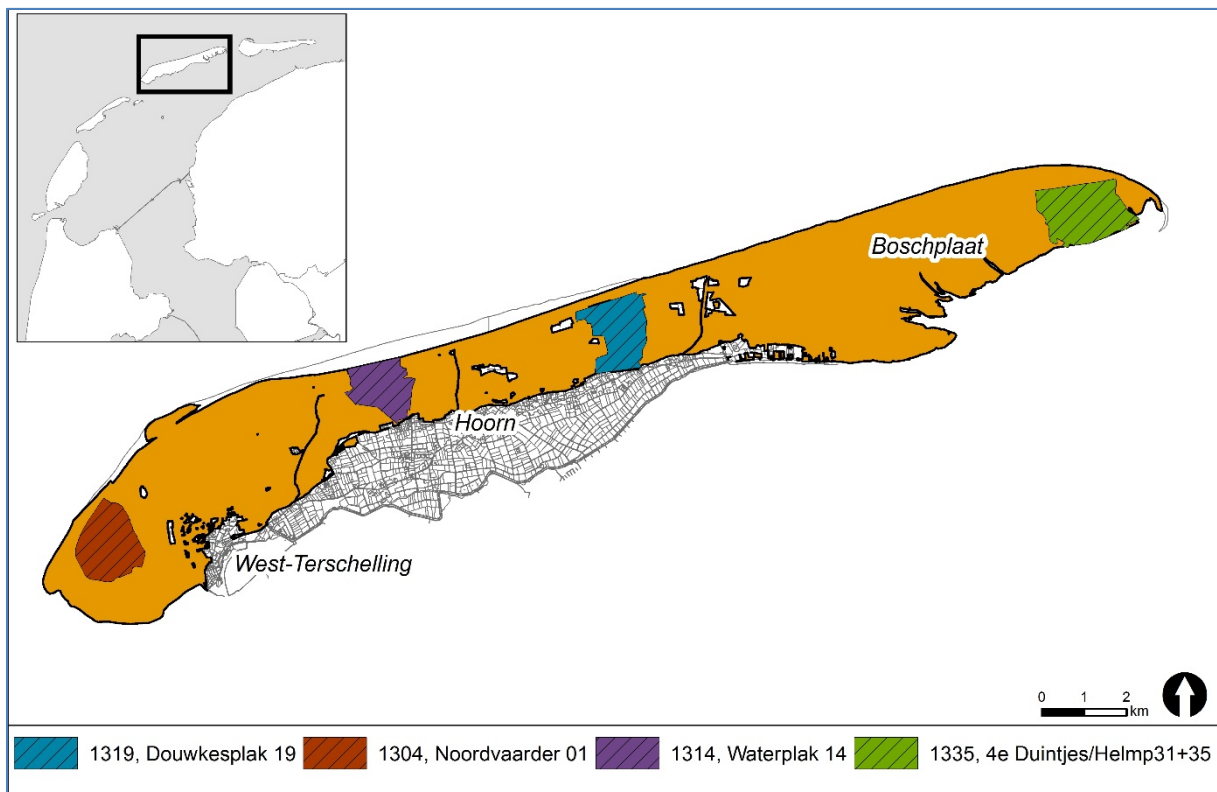 Boschplaat
Hoorn
West-Terschelling
0 1 2
km
1319, Douwkesplak 19
1304, Noordvaarder 01
1314, Waterplak 14
1335, 4e Duintjes/Helmp31+35